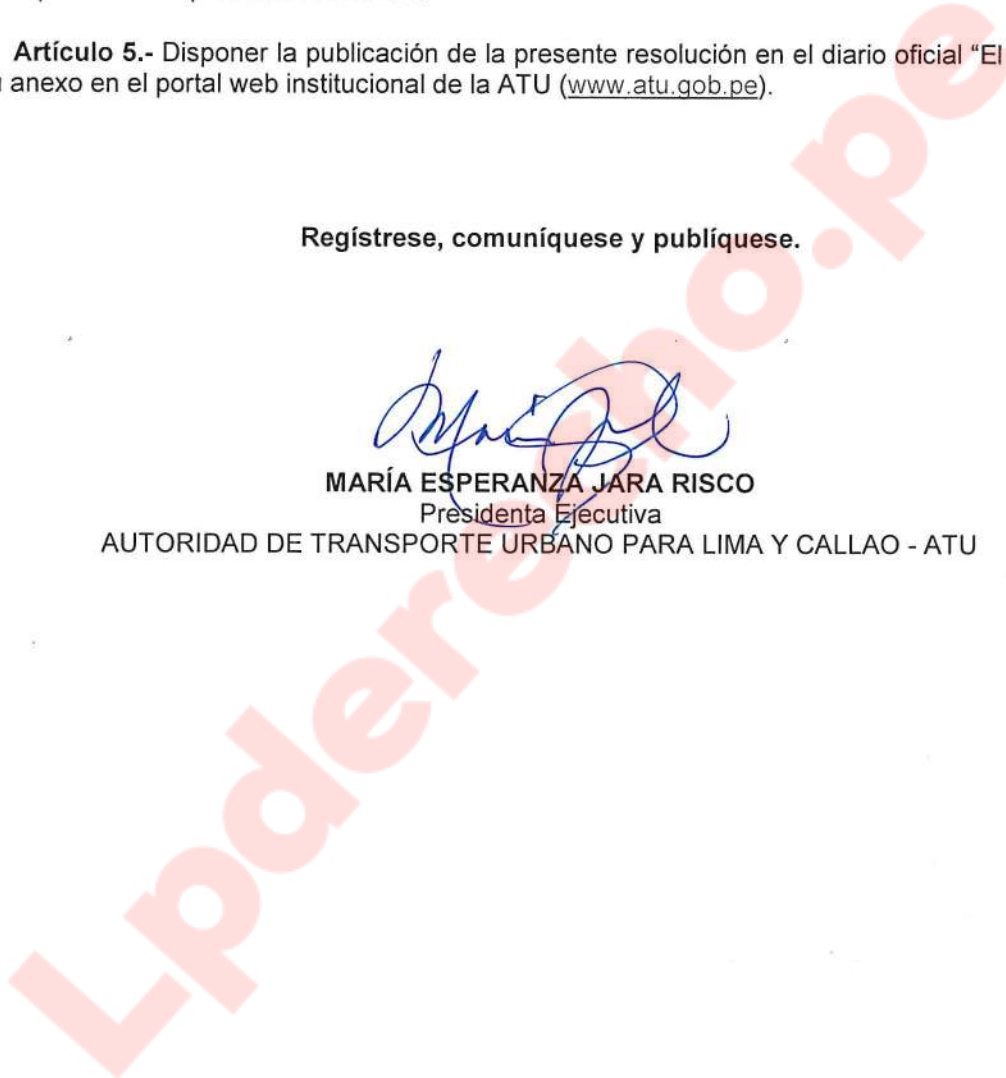 Artículo 5.- Disponer la publicación de la presente resolución en el diario oficial “El
anexo en el portal web institucional de la ATU (www.atu.gob.pe).
Regístrese, comuníquese y publíquese.
MARÍA ESPERANZA JARA RISCO
Presidenta Ejecutiva
AUTORIDAD DE TRANSPORTE URBANO PARA LIMA Y CALLAO - ATU
Lpderecho.pe